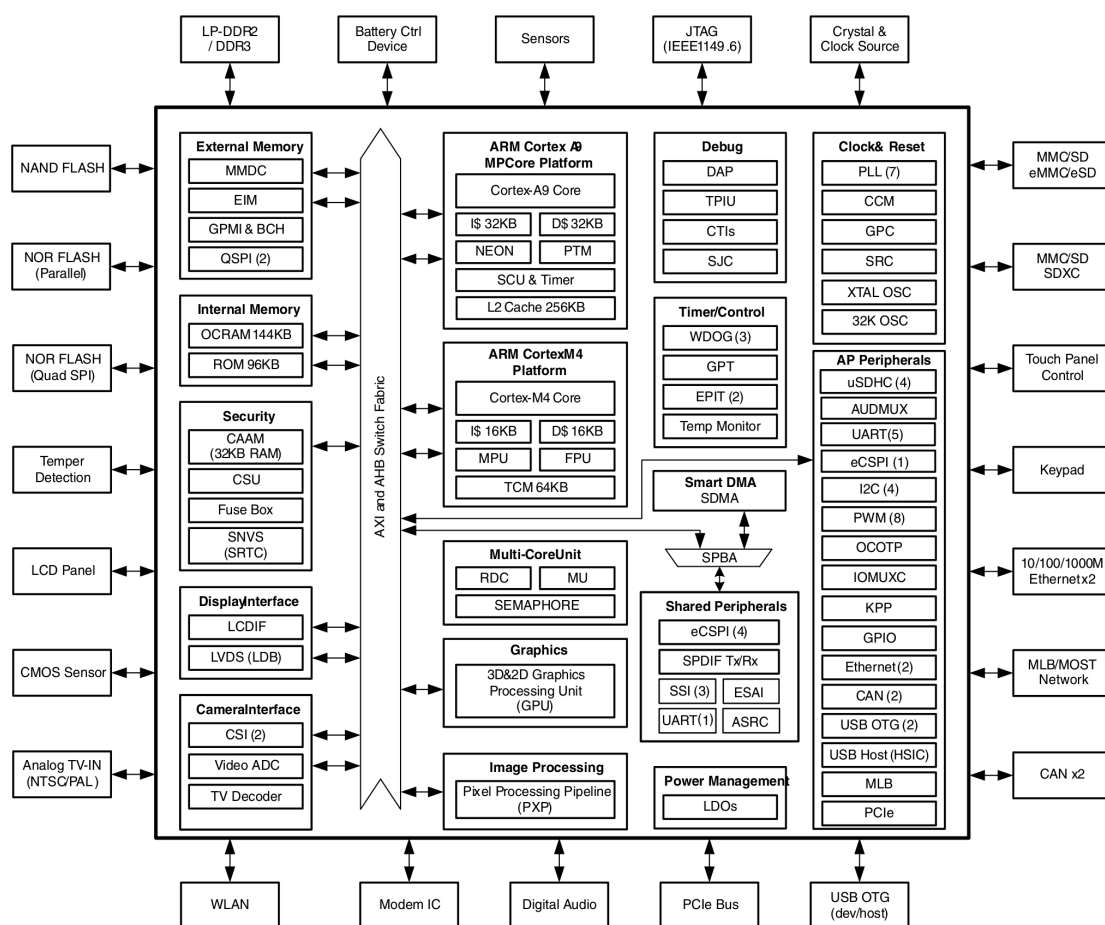 LP-DDR2
/ DDR3
Battery Ctrl
Device
Sensors
JTAG
(IEEE1149.6)
Crystal &
Clock Source
NAND FLASH
NOR FLASH
(Parallel)
NOR FLASH
(Quad SPI)
Temper
Detection
LCD Panel
CMOS Sensor
Analog TV-IN
(NTSC/PAL)
External Memory
MMDC
EIM
GPMI & BCH
QSPI (2)
Internal Memory
OCRAM 144KB
ROM 96KB
Security
CAAM
(32KB RAM)
CSU
Fuse Box
SNVS
(SRTC)
DisplayInterface
LCDIF
LVDS (LDB)
CameraInterface
CSI (2)
Video ADC
TV Decoder
AXI and AHB Switch Fabric
ARM Cortex A9
MPCore Platform
Cortex-A9 Core
I$ 32KB
D$ 32KB
NEON
PTM
SCU & Timer
L2 Cache 256KB
ARM CortexM4
Platform
Cortex-M4 Core
I$ 16KB
D$ 16KB
MPU
FPU
TCM 64KB
Multi-CoreUnit
RDC
MU
SEMAPHORE
Graphics
3D&2D Graphics
Processing Unit
(GPU)
Image Processing
Pixel Processing Pipeline
(PXP)
Debug
DAP
TPIU
CTIs
SJC
Timer/Control
WDOG (3)
GPT
EPIT (2)
Temp Monitor
Smart DMA
SDMA
SPBA
Shared Peripherals
eCSPI (4)
SPDIF Tx/Rx
SSI (3)
ESAI
UART(1)
ASRC
Power Management
LDOs
Clock& Reset
PLL (7)
CCM
GPC
SRC
XTAL OSC
32K OSC
AP Peripherals
uSDHC (4)
AUDMUX
UART(5)
eCSPI (1)
I2C (4)
PWM (8)
OCOTP
IOMUXC
KPP
GPIO
Ethernet (2)
CAN (2)
USB OTG (2)
USB Host (HSIC)
MLB
PCIe
MMC/SD
eMMC/eSD
MMC/SD
SDXC
Touch Panel
Control
Keypad
10/100/1000M
Ethernet x2
MLB/MOST
Network
CAN x2
WLAN
Modem IC
Digital Audio
PCIe Bus
USB OTG
(dev/host)